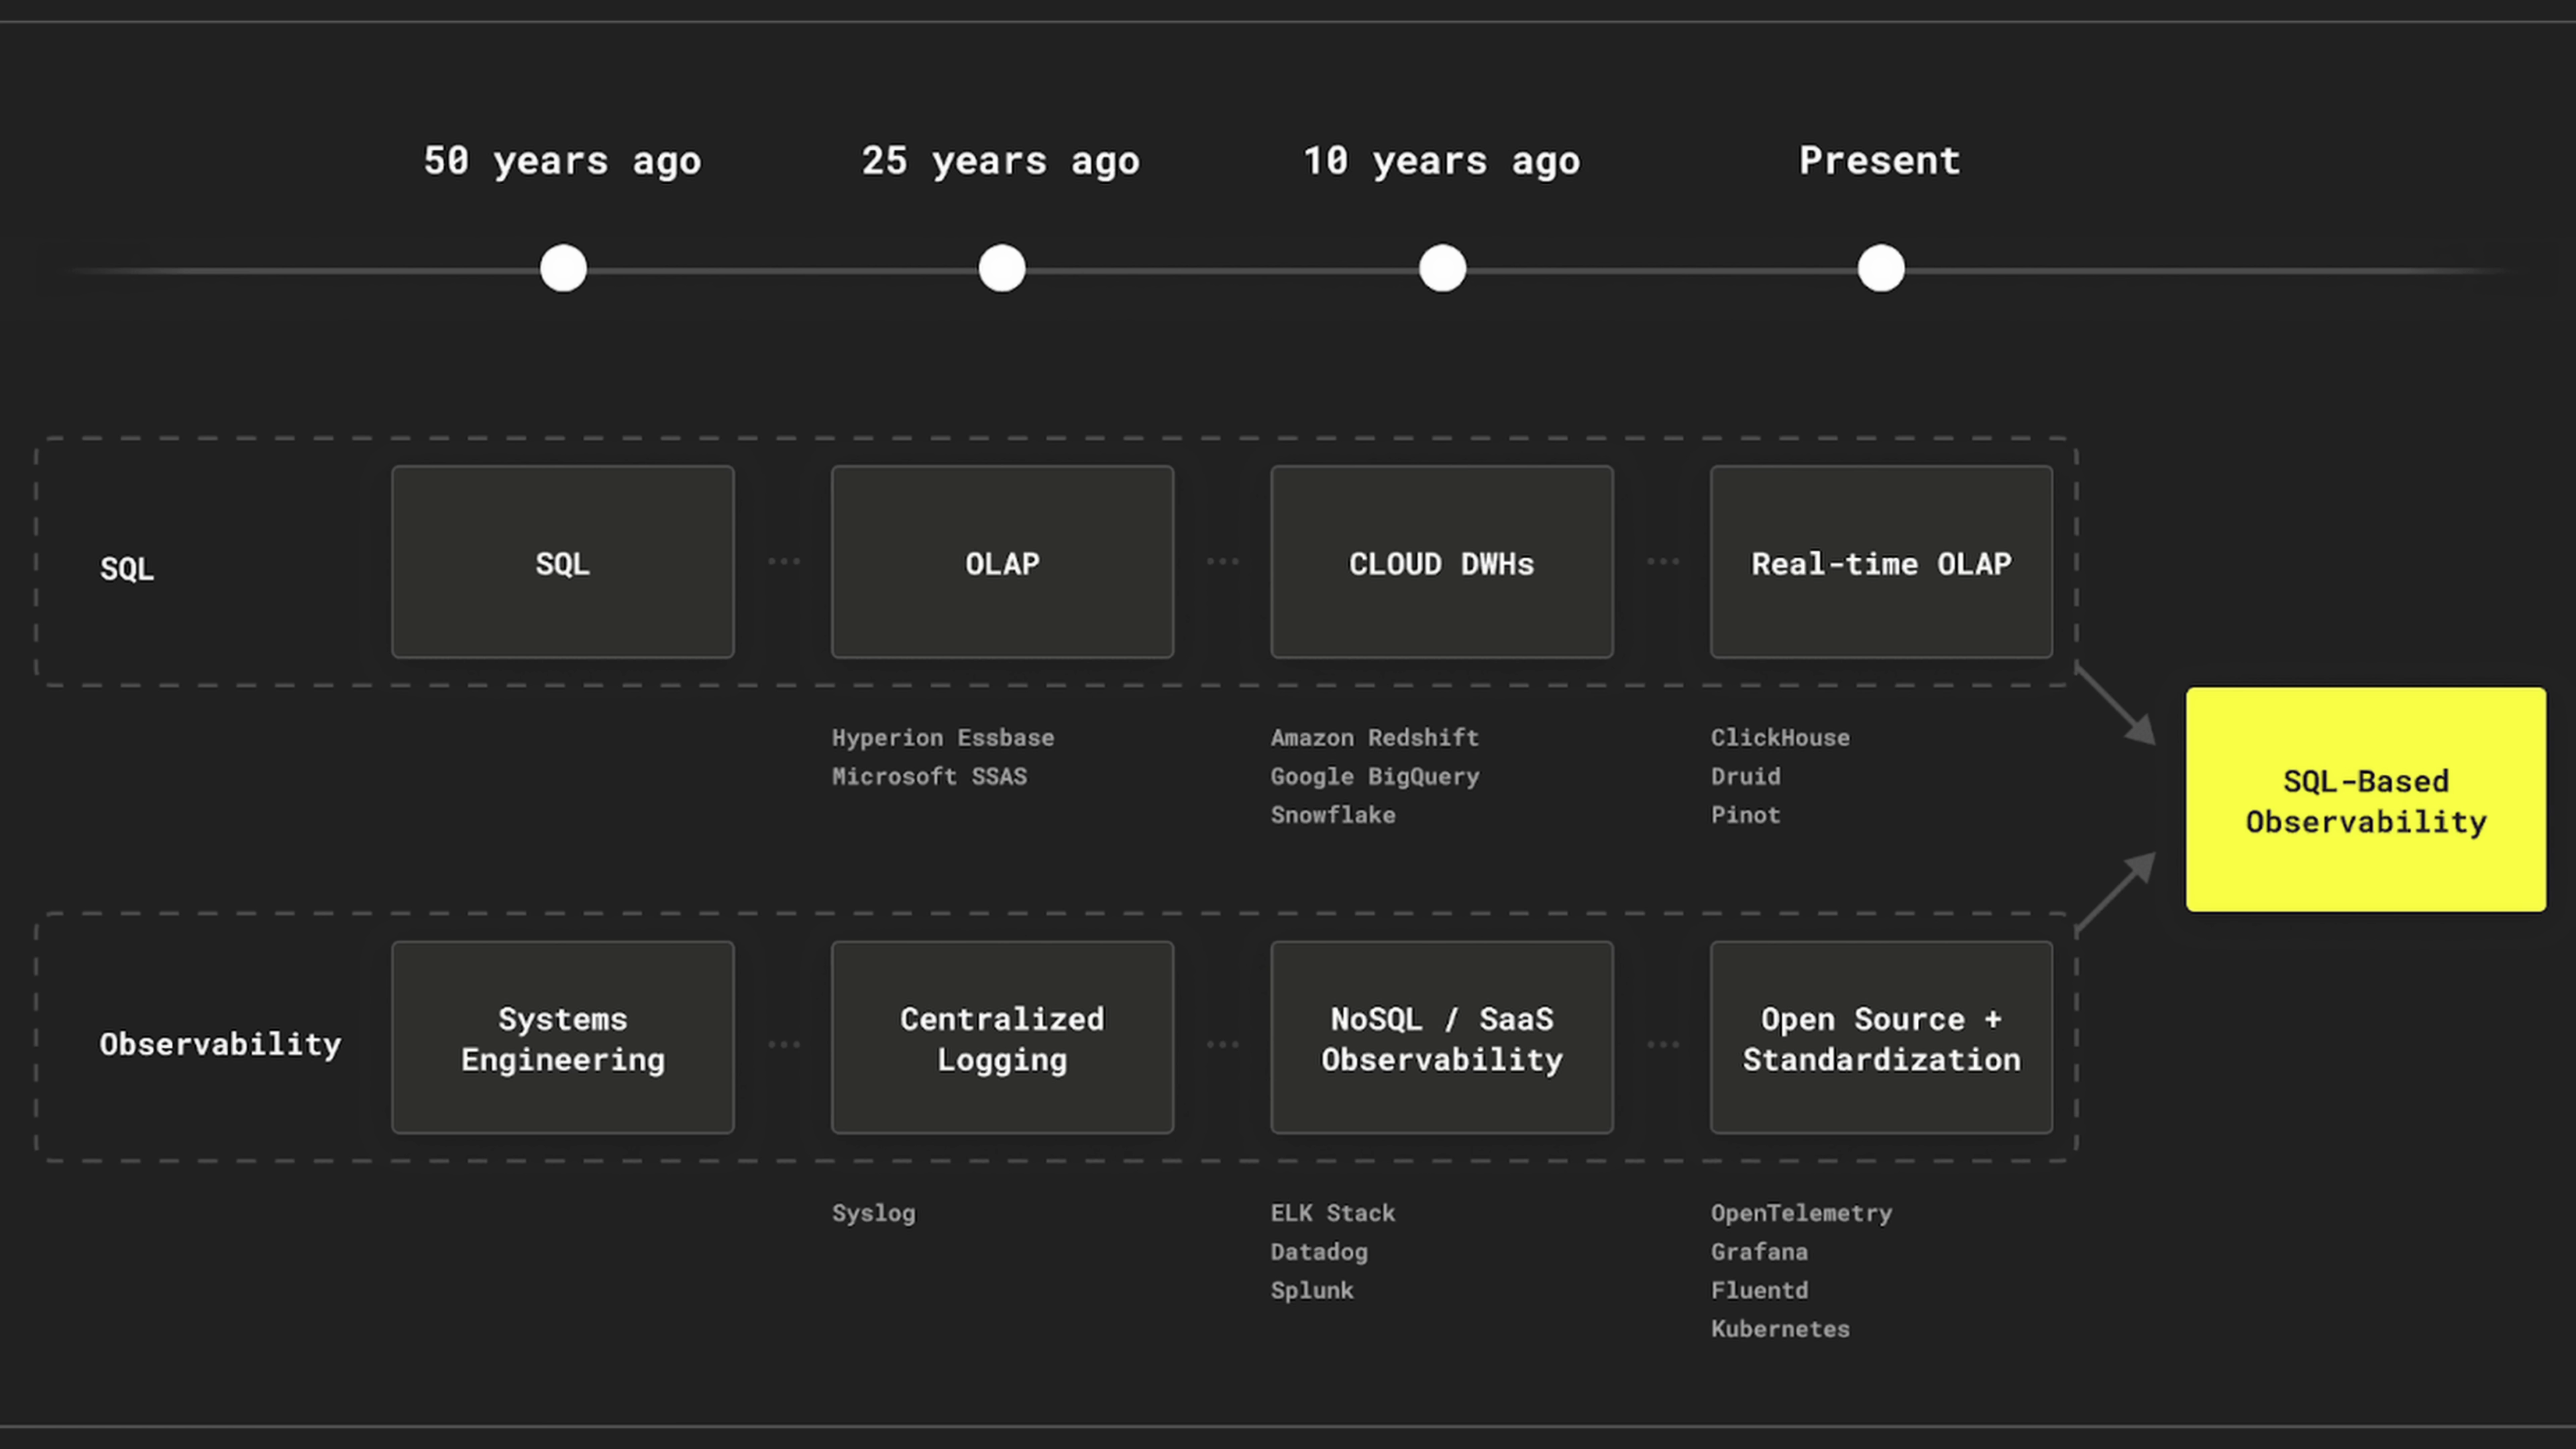 50 years ago
25 years ago
10 years ago
Present
SQL
SQL
OLAP
CLOUD DWHs
Real-time OLAP
Hyperion Essbase
Microsoft SSAS
Amazon Redshift
Google BigQuery
Snowflake
ClickHouse
Druid
Pinot
SQL-Based
Observability
Observability
Systems
Engineering
Centralized
Logging
NoSQL / SaaS
Observability
Open Source +
Standardization
Syslog
ELK Stack
Datadog
Splunk
OpenTelemetry
Grafana
Fluentd
Kubernetes